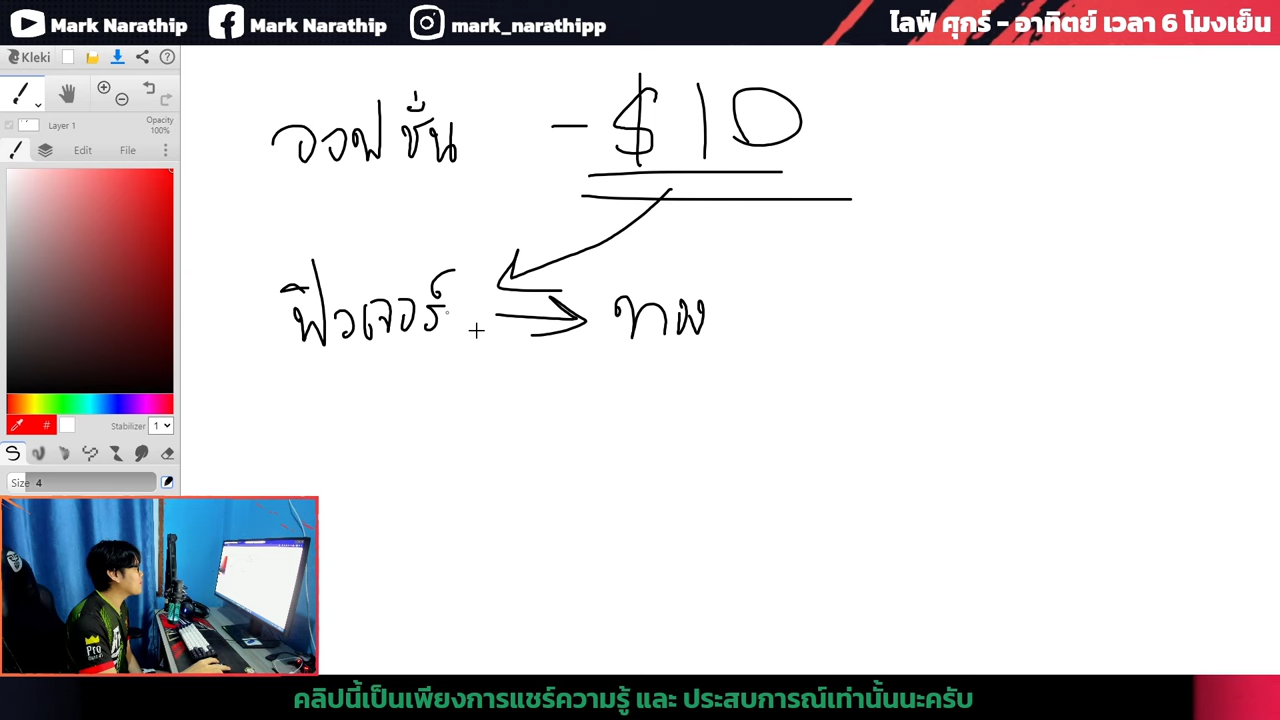 Mark Narathip Mark Narathip mark_narathipp
ไลฟ์ ศุกร์ - อาทิตย์ เวลา 6 โมงเย็น
Kleki
Layer 1
Opacity
100%
Edit File
#
Stabilizer 1
Size 4
ออฟชั่น - $10
ฟิวเจอร์ ทอง
Pro
คลิปนี้เป็นเพียงการแชร์ความรู้ และ ประสบการณ์เท่านั้นนะครับ